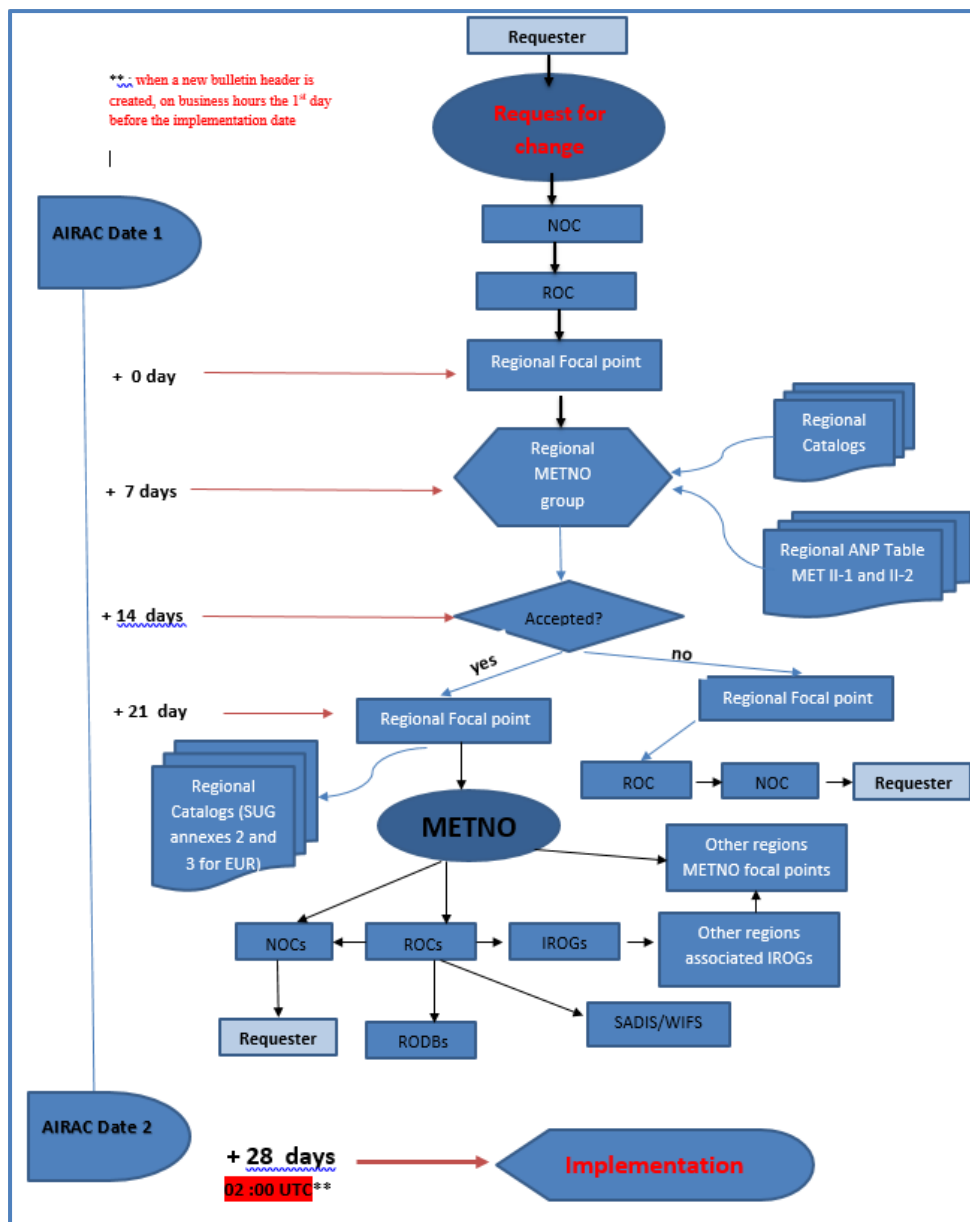 Requester
** : when a new bulletin header is
created, on business hours the 1st day
before the implementation date
Request for
change
AIRAC Date 1
NOC
ROC
Regional Focal point
+ 0 day
Regional
METNO
group
Regional
Catalogs
+ 7 days
Regional ANP Table
MET II-1 and II-2
+ 14 days
Accepted?
yes
no
Regional Focal point
+ 21 day
Regional Focal point
Regional
Catalogs (SUG
annexes 2 and
3 for EUR)
ROC
NOC
Requester
METNO
Other regions
METNO focal points
NOCs
ROCs
IROGs
Other regions
associated IROGs
Requester
RODBs
SADIS/WIFS
AIRAC Date 2
+ 28 days
02 :00 UTC**
Implementation